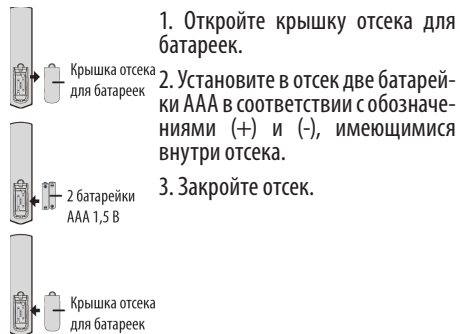 Крышка отсека
для батареек
2 батарейки
AAA 1,5 В
Крышка отсека
для батареек
1. Откройте крышку отсека для
батареек.
2. Установите в отсек две батарей-
ки ААА в соответствии с обозначе-
ниями (+) и (-), имеющимися
внутри отсека.
3. Закройте отсек.